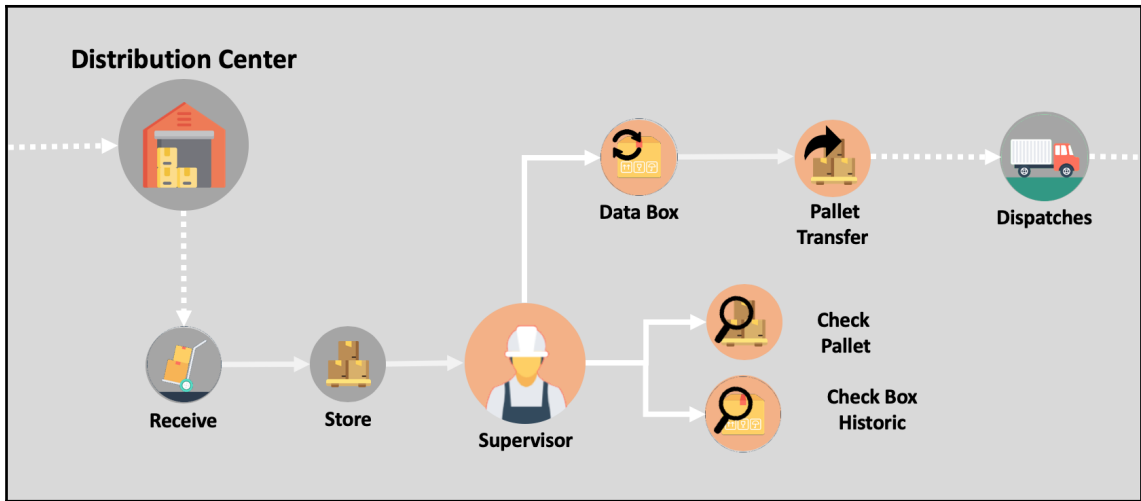 Distribution Center
Data Box
Pallet
Transfer
Dispatches
Check
Pallet
Receive
Store
Supervisor
Check Box
Historic